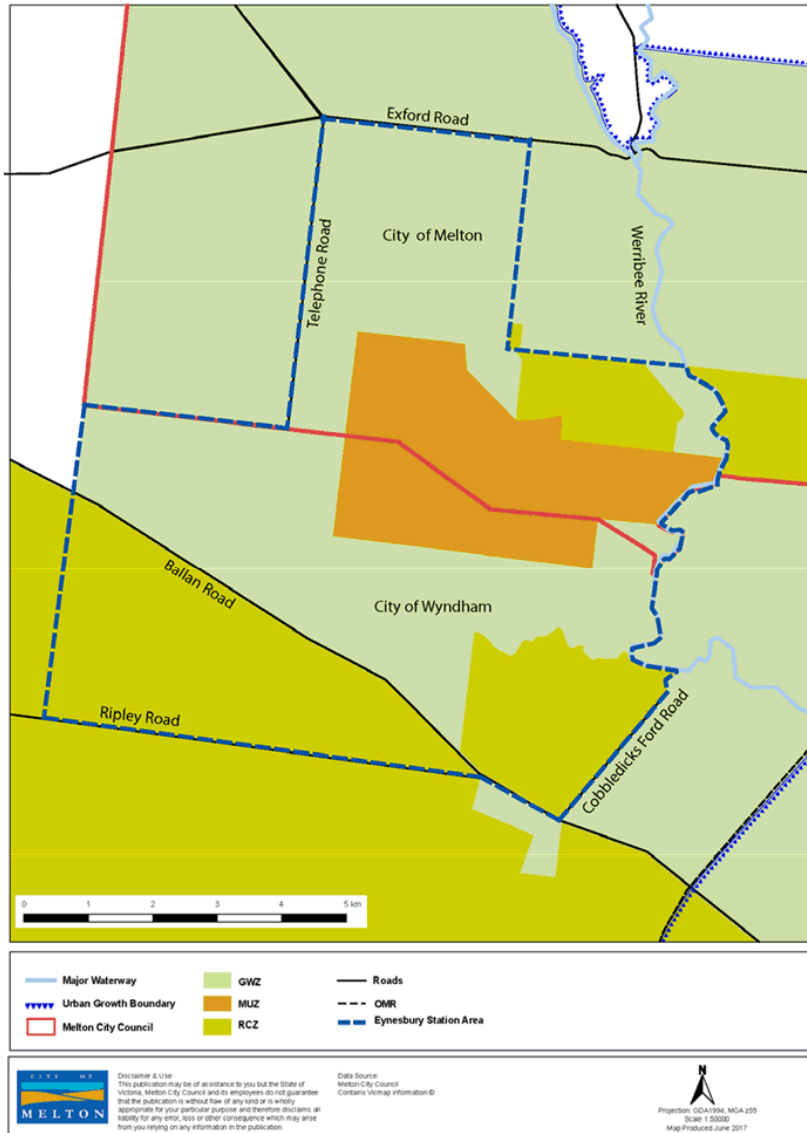 Exford Road
City of Melton
Telephone Road
Werribee River
Ballan Road
City of Wyndham
Ripley Road
Cobbledicks Ford Road
0 1 2 3 4 5 km
Major Waterway
Urban Growth Boundary
Melton City Council
GWZ
MUZ
RCZ
Roads
OMR
Eynesbury Station Area
CITY OF
MELTON
Disclaimer & Use:
This publication may be of assistance to you but the State of
Victoria, Melton City Council and its employees do not guarantee
that the publication is without flaw of any kind or is wholly
appropriate for your particular purpose and therefore disclaims all
liability for any error, loss or other consequence which may arise
from you relying on any information in the publication.
Data Source:
Melton City Council
Contains Vicmap information ©
N
Projection: GDA1994, MGA z55
Scale 1:50000
Map Produced June 2017